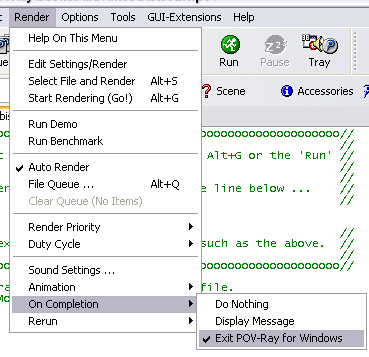 Render Options Tools GUI-Extensions Help
Help On This Menu
Edit Settings/Render
Select File and Render Alt+S
Start Rendering (Go!) Alt+G
Run Demo
Run Benchmark
Auto Render
File Queue ... Alt+Q
Clear Queue (No Items)
Render Priority
Duty Cycle
Sound Settings ...
Animation
On Completion
Rerun
Do Nothing
Display Message
Exit POV-Ray for Windows
Run Pause Tray
? Scene i Accessories
//
Alt+G or the 'Run' //
line below ... //
//
such as the above. //
//
file.